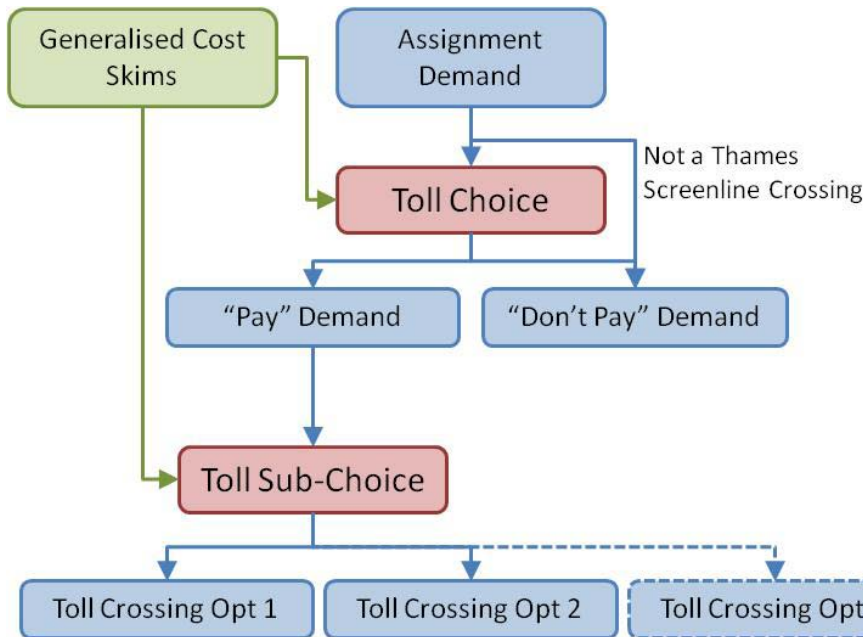 Generalised Cost
Skims
Assignment
Demand
Not a Thames
Screenline Crossing
Toll Choice
“Pay” Demand
“Don’t Pay” Demand
Toll Sub-Choice
Toll Crossing Opt 1
Toll Crossing Opt 2
Toll Crossing Opt